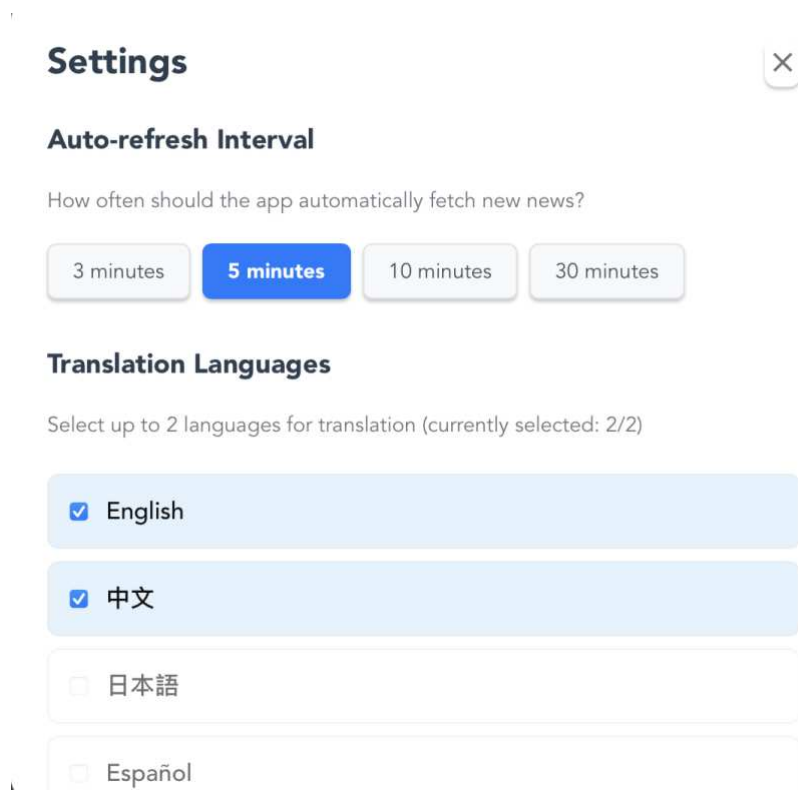 Settings
Auto-refresh Interval
How often should the app automatically fetch new news?
3 minutes 5 minutes 10 minutes 30 minutes
Translation Languages
Select up to 2 languages for translation (currently selected: 2/2)
English
中文
日本語
Español